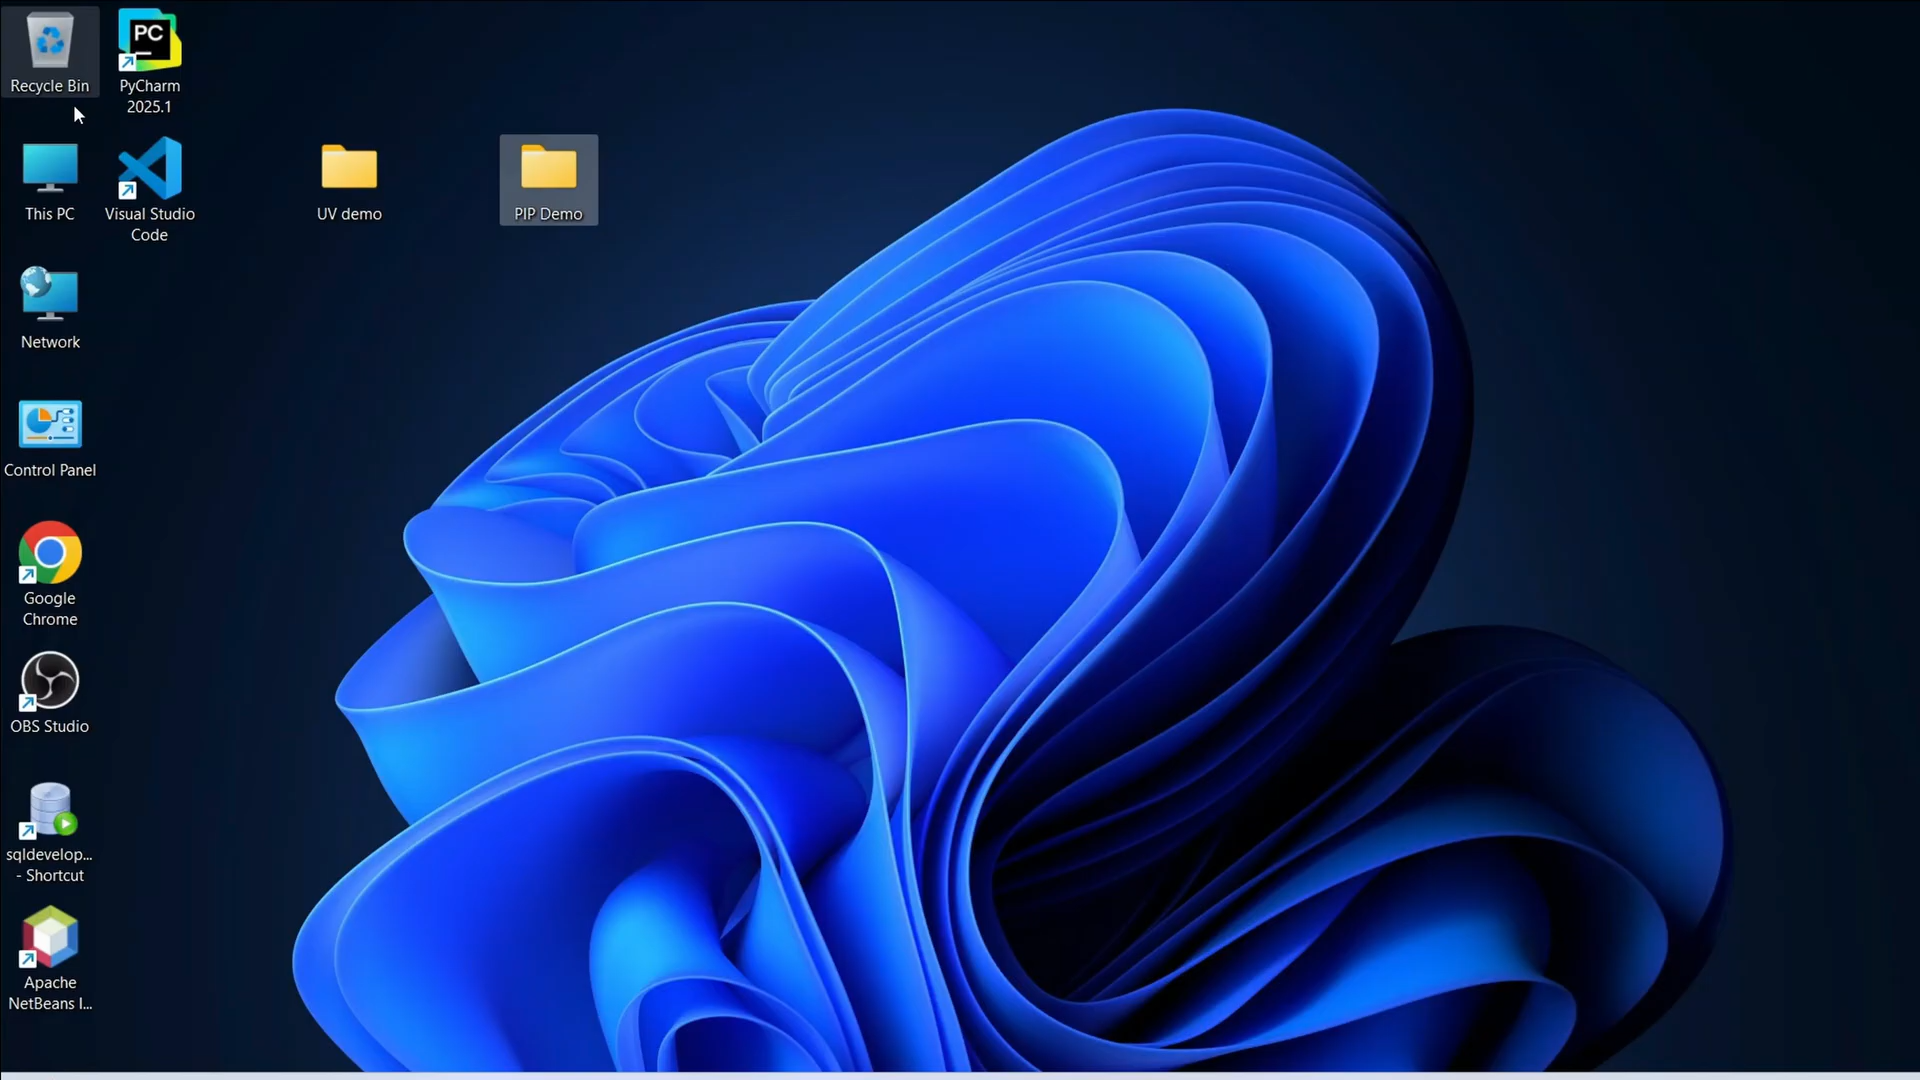 Recycle Bin
PC
PyCharm
2025.1
This PC
Visual Studio
Code
UV demo
PIP Demo
Network
Control Panel
Google
Chrome
OBS Studio
sqldevelop...
- Shortcut
Apache
NetBeans I...